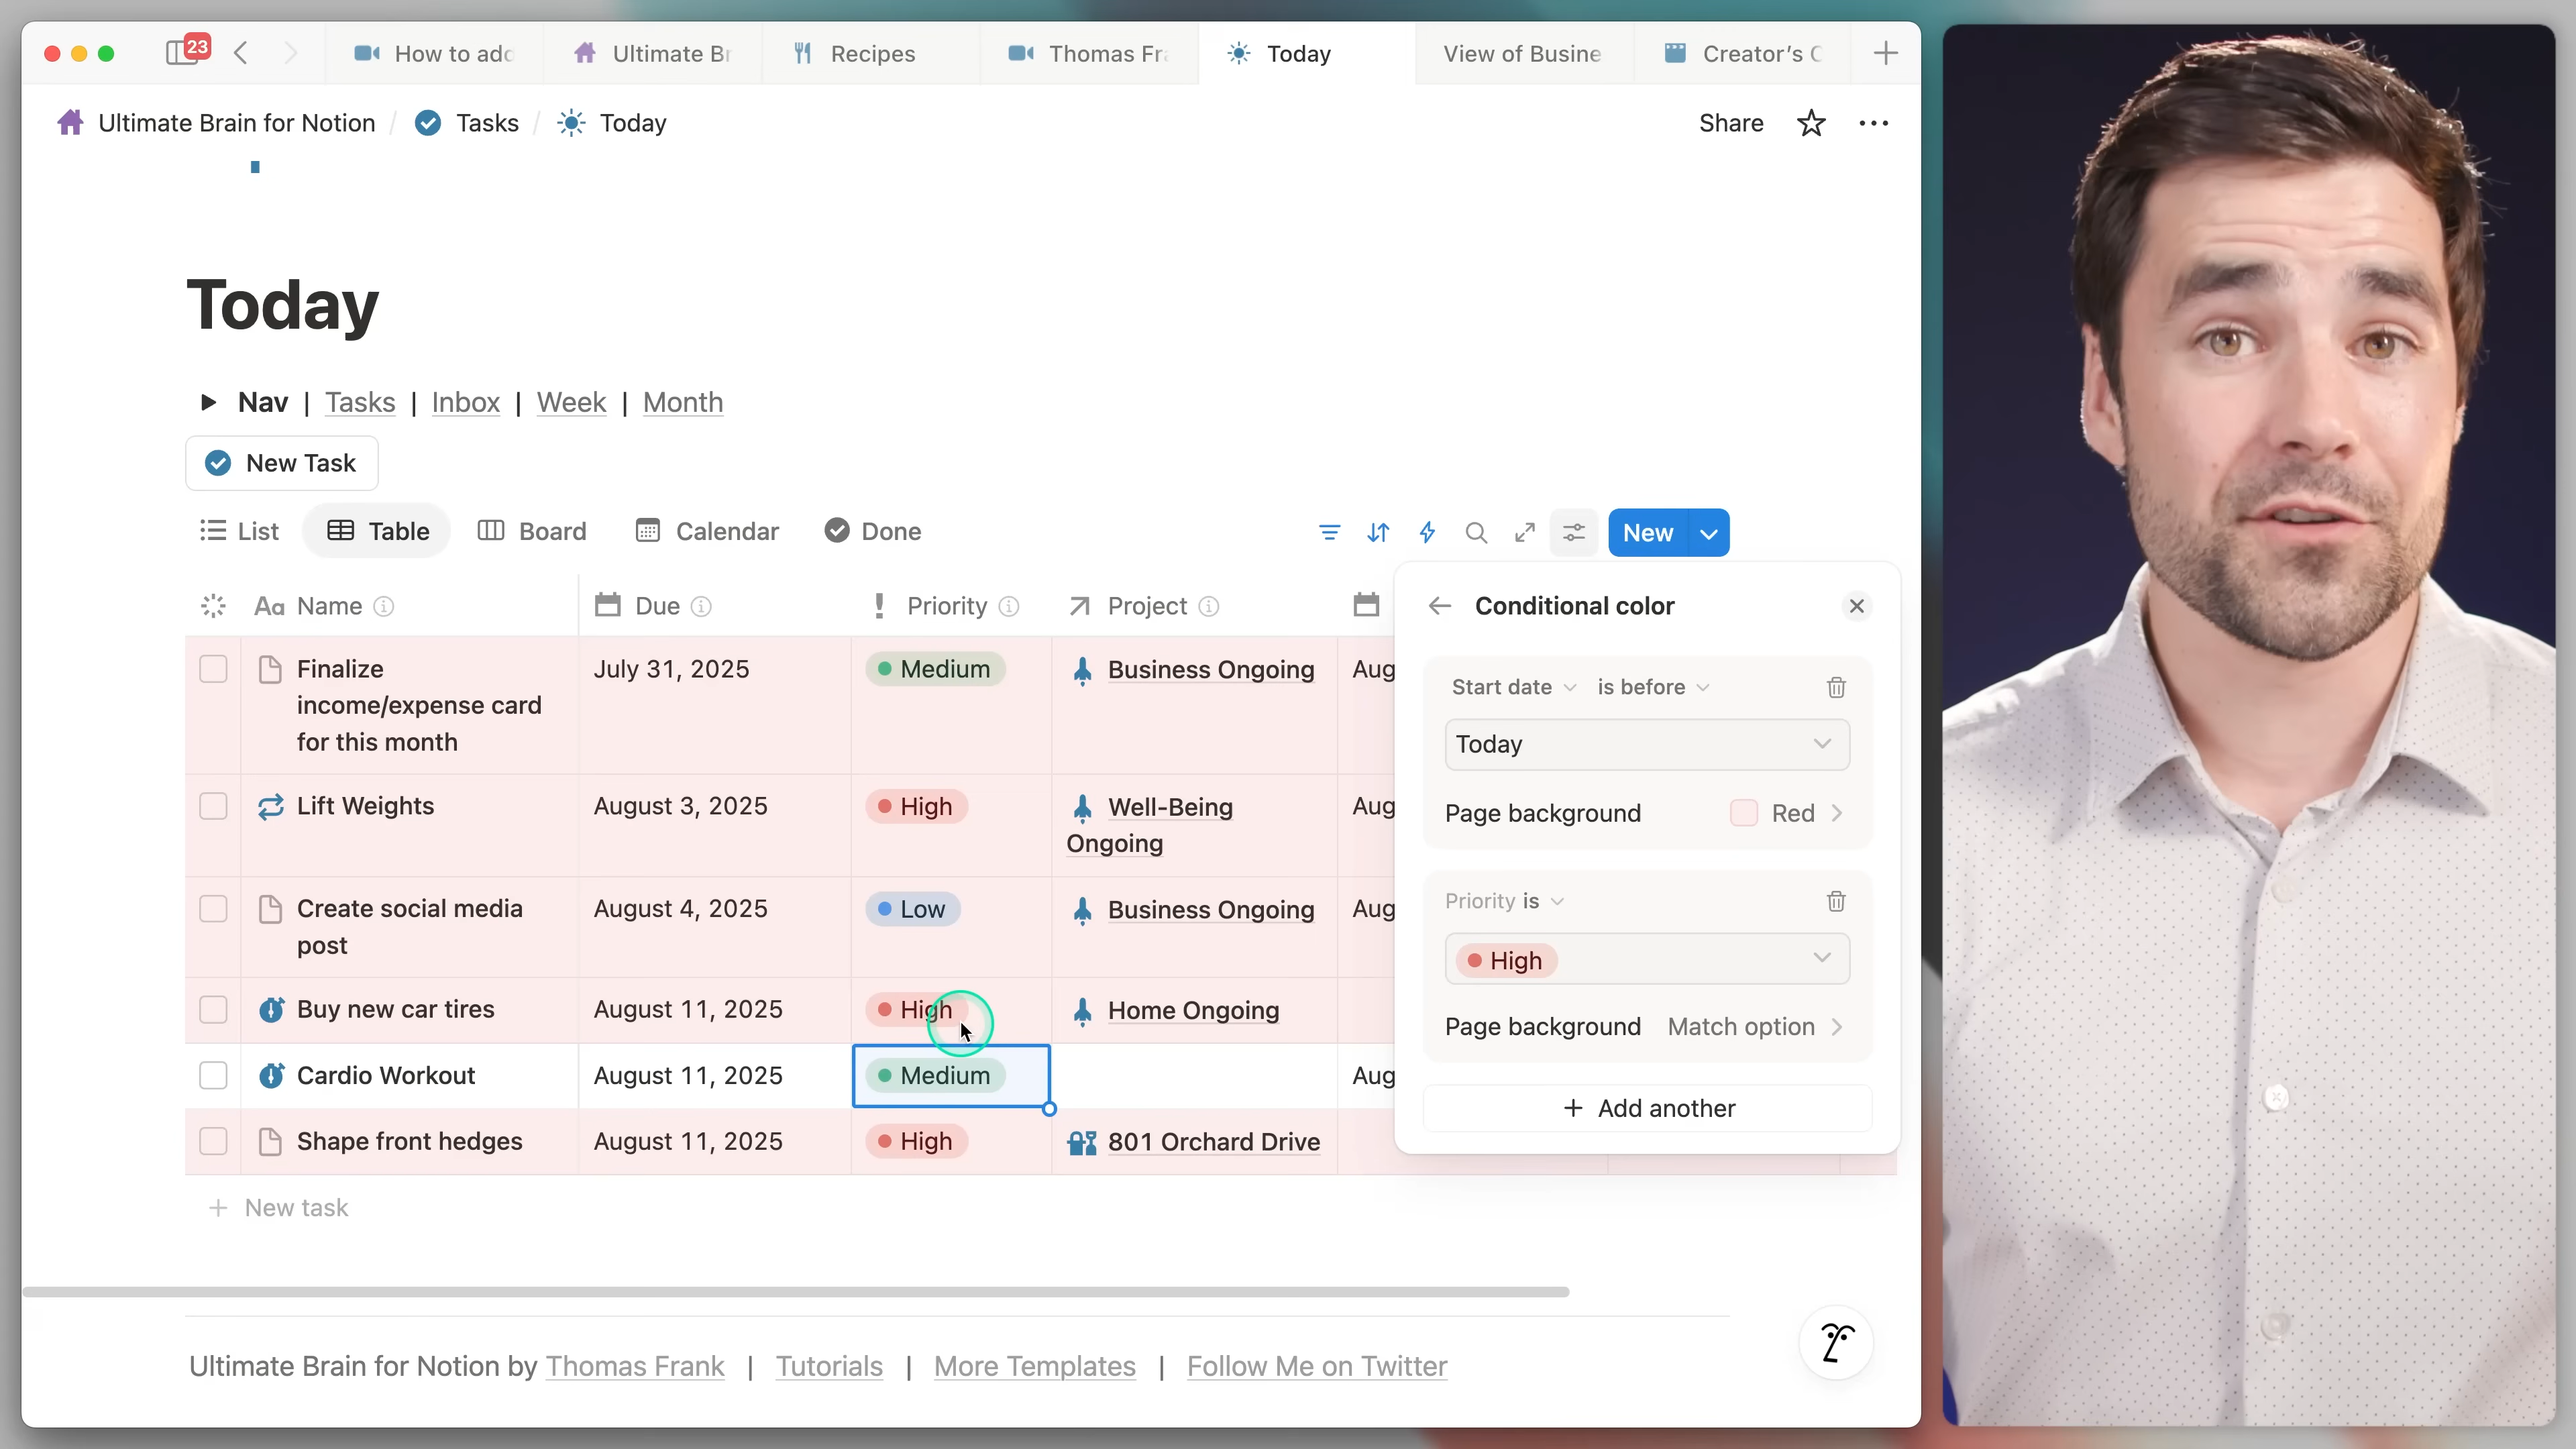 23
How to add
Ultimate Br
Recipes
Thomas Fra
Today
View of Busine
Creator's C
Ultimate Brain for Notion / Tasks / Today
Share
Today
Nav | Tasks | Inbox | Week | Month
New Task
List
Table
Board
Calendar
Done
New
Aa Name
Due
Priority
Project
Finalize
income/expense card
for this month
July 31, 2025
Medium
Business Ongoing
Aug
Lift Weights
August 3, 2025
High
Well-Being
Ongoing
Aug
Create social media
post
August 4, 2025
Low
Business Ongoing
Aug
Buy new car tires
August 11, 2025
High
Home Ongoing
Cardio Workout
August 11, 2025
Medium
Aug
Shape front hedges
August 11, 2025
High
801 Orchard Drive
+ New task
Conditional color
Start date
is before
Today
Page background
Red
Priority is
High
Page background
Match option
+ Add another
Ultimate Brain for Notion by Thomas Frank | Tutorials | More Templates | Follow Me on Twitter